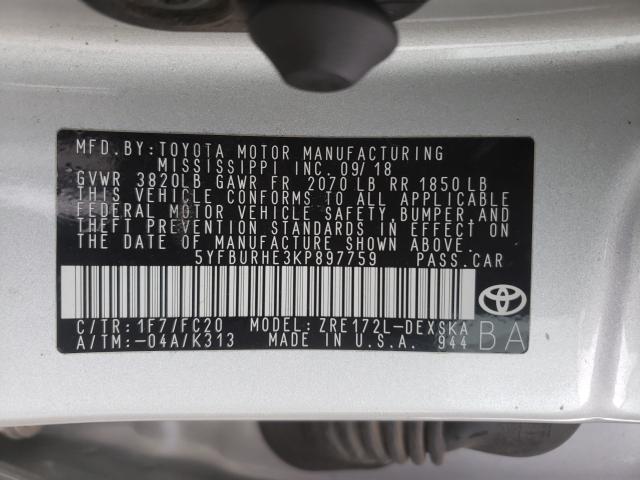 MFD. BY: TOYOTA MOTOR MANUFACTURING
MISSISSIPPI INC. 09/18
GVWR 3820LB GAWR FR 2070 LB RR 1850 LB
THIS VEHICLE CONFORMS TO ALL APPLICABLE
FEDERAL MOTOR VEHICLE SAFETY, BUMPER, AND
THEFT PREVENTION STANDARDS IN EFFECT ON
THE DATE OF MANUFACTURE SHOWN ABOVE.
5YFBURHE3KP897759 PASS. CAR
C/TR: 1F7/FC20 MODEL: ZRE172L-DEXSKA
A/TM: -04A/K313 MADE IN U.S.A. 944 BA